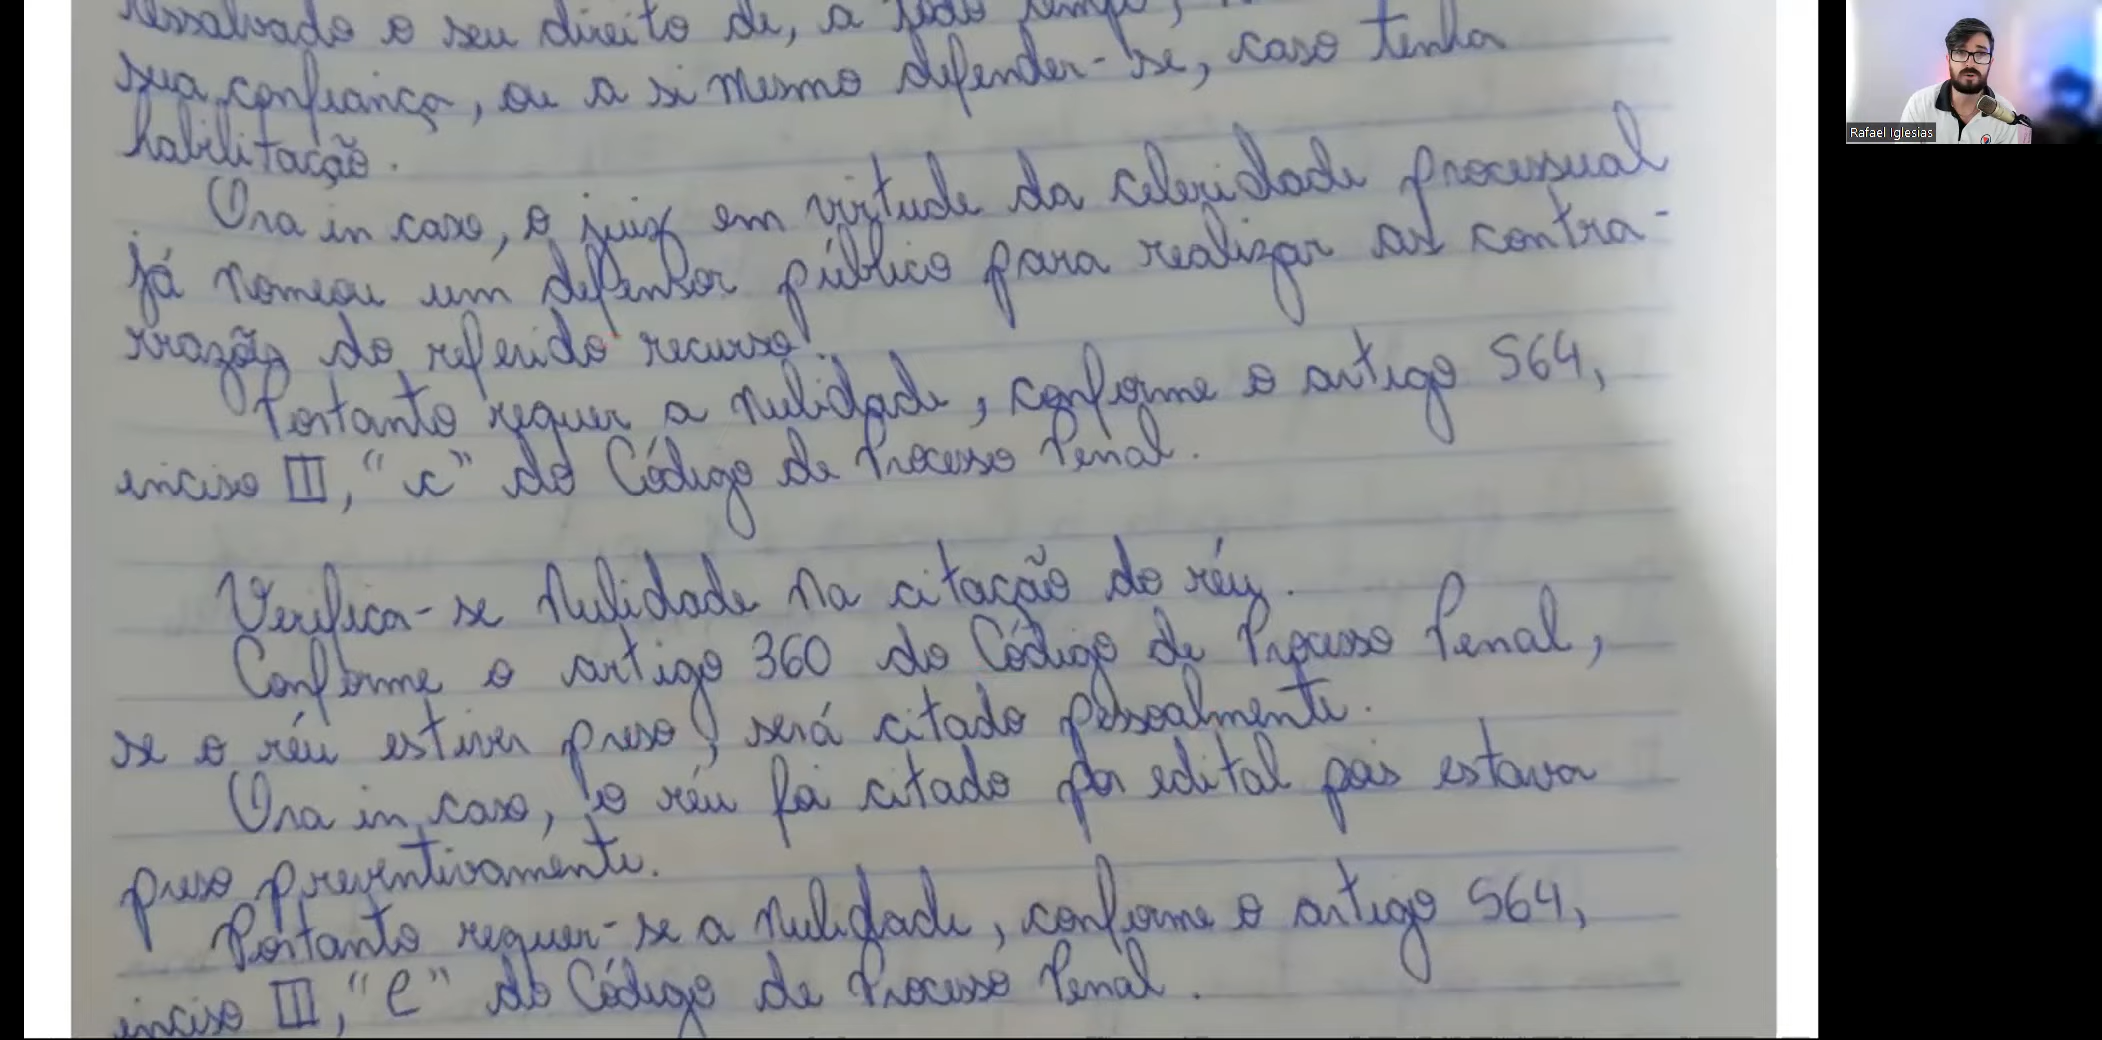 ressalvado o seu direito de, a todo tempo,
sua confiança, ou a si mesmo defender-se, caso tenha
habilitação.
Ora in caso, o juiz em virtude da celeridade processual
já nomeou um defensor público para realizar as contra-
rrazões do referido recurso.
Portanto requer a nulidade, conforme o artigo 564,
inciso III, "c" do Código de Processo Penal.
Verifica-se nulidade na citação do réu.
Conforme o artigo 360 do Código de Processo Penal,
se o réu estiver preso, será citado pessoalmente.
Ora in caso, o réu foi citado por edital pois estava
preso preventivamente.
Portanto requer-se a nulidade, conforme o artigo 564,
inciso III, "e" do Código de Processo Penal.
Rafael Iglesias